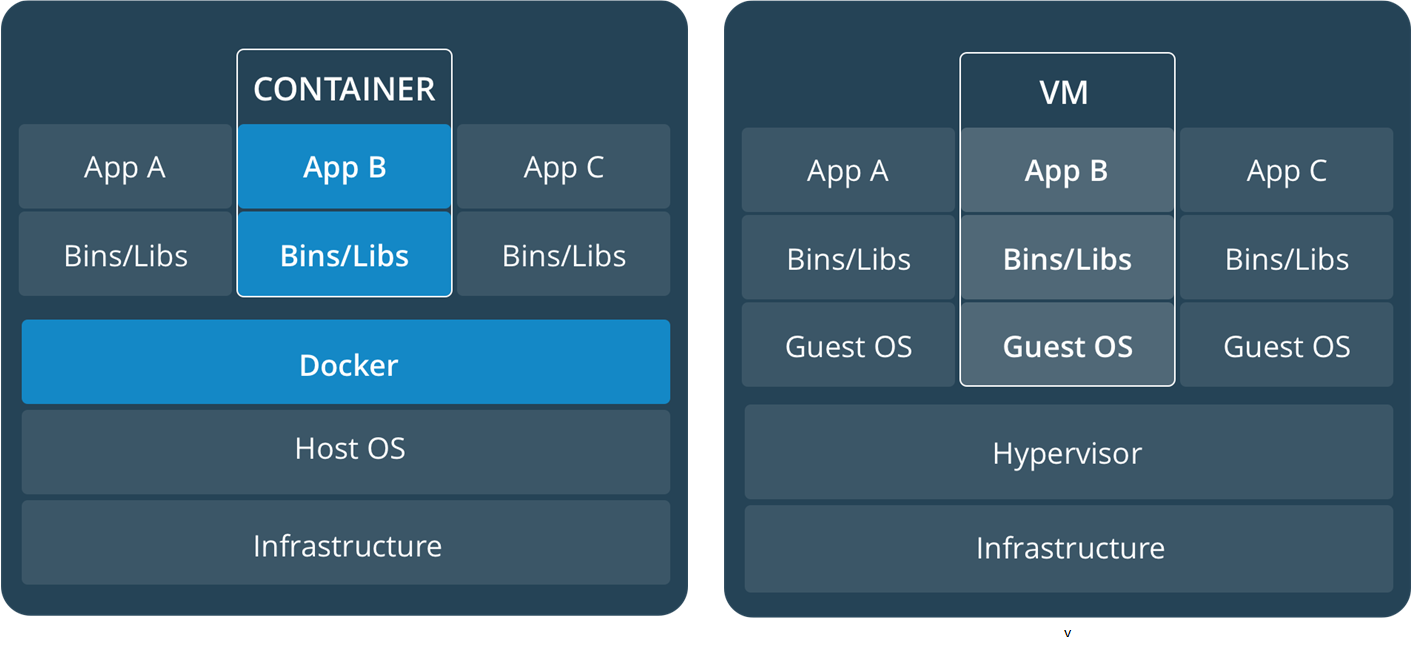 CONTAINER
App A
App B
App C
Bins/Libs
Bins/Libs
Bins/Libs
Docker
Host OS
Infrastructure
VM
App A
App B
App C
Bins/Libs
Bins/Libs
Bins/Libs
Guest OS
Guest OS
Guest OS
Hypervisor
Infrastructure
v